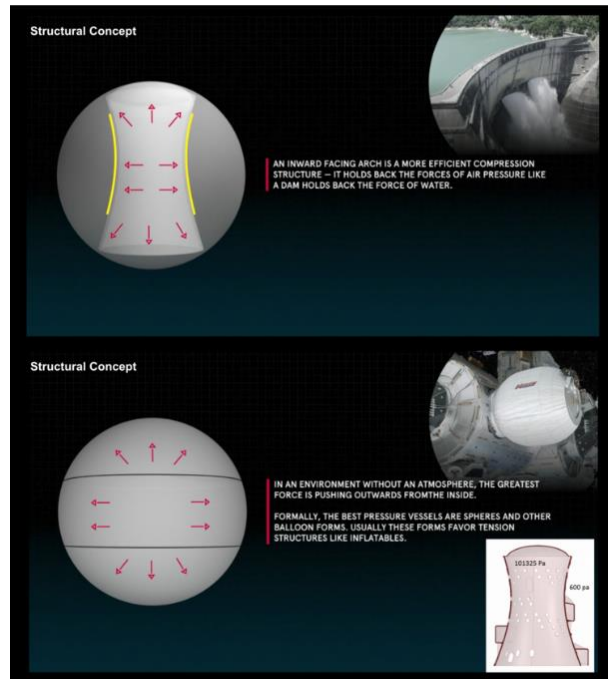 Structural Concept
AN INWARD FACING ARCH IS A MORE EFFICIENT COMPRESSION
STRUCTURE – IT HOLDS BACK THE FORCES OF AIR PRESSURE LIKE
A DAM HOLDS BACK THE FORCE OF WATER.
Structural Concept
IN AN ENVIRONMENT WITHOUT AN ATMOSPHERE, THE GREATEST
FORCE IS PUSHING OUTWARDS FROMTHE INSIDE.
FORMALLY, THE BEST PRESSURE VESSELS ARE SPHERES AND OTHER
BALLOON FORMS. USUALLY THESE FORMS FAVOR TENSION
STRUCTURES LIKE INFLATABLES.
101325 Pa
600 pa